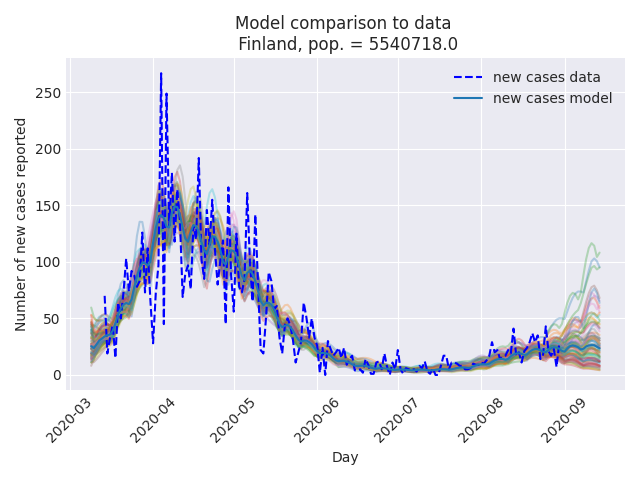 Model comparison to data
Finland, pop. = 5540718.0
new cases data
new cases model
Number of new cases reported
250
200
150
100
50
0
2020-03
2020-04
2020-05
2020-06
2020-07
2020-08
2020-09
Day